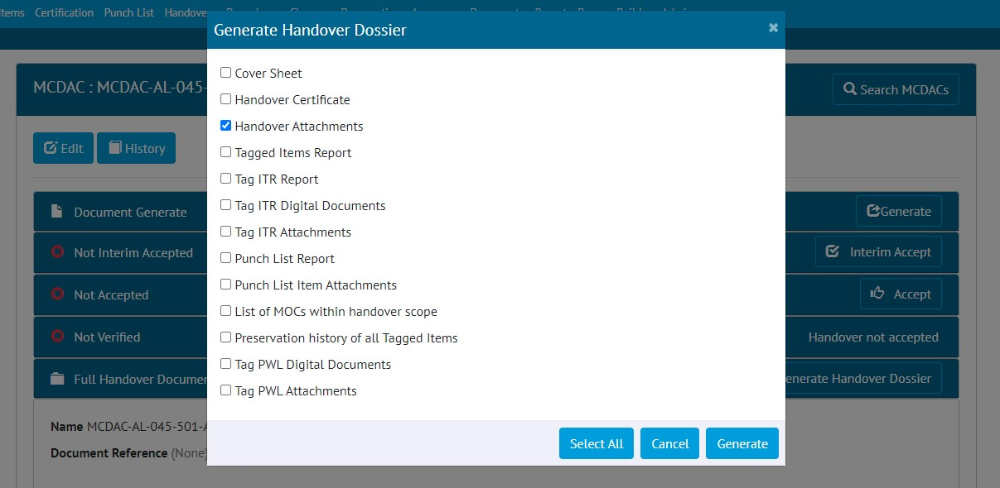 Items Certification Punch List Handove
Generate Handover Dossier
MCDAC : MCDAC-AL-045-
Search MCDACs
Edit
History
Cover Sheet
Handover Certificate
Handover Attachments
Tagged Items Report
Tag ITR Report
Tag ITR Digital Documents
Tag ITR Attachments
Punch List Report
Punch List Item Attachments
List of MOCs within handover scope
Preservation history of all Tagged Items
Tag PWL Digital Documents
Tag PWL Attachments
Select All
Cancel
Generate
Document Generate
Generate
Not Interim Accepted
Interim Accept
Not Accepted
Accept
Not Verified
Handover not accepted
Full Handover Documen
enerate Handover Dossier
Name MCDAC-AL-045-501-A
Document Reference (None)